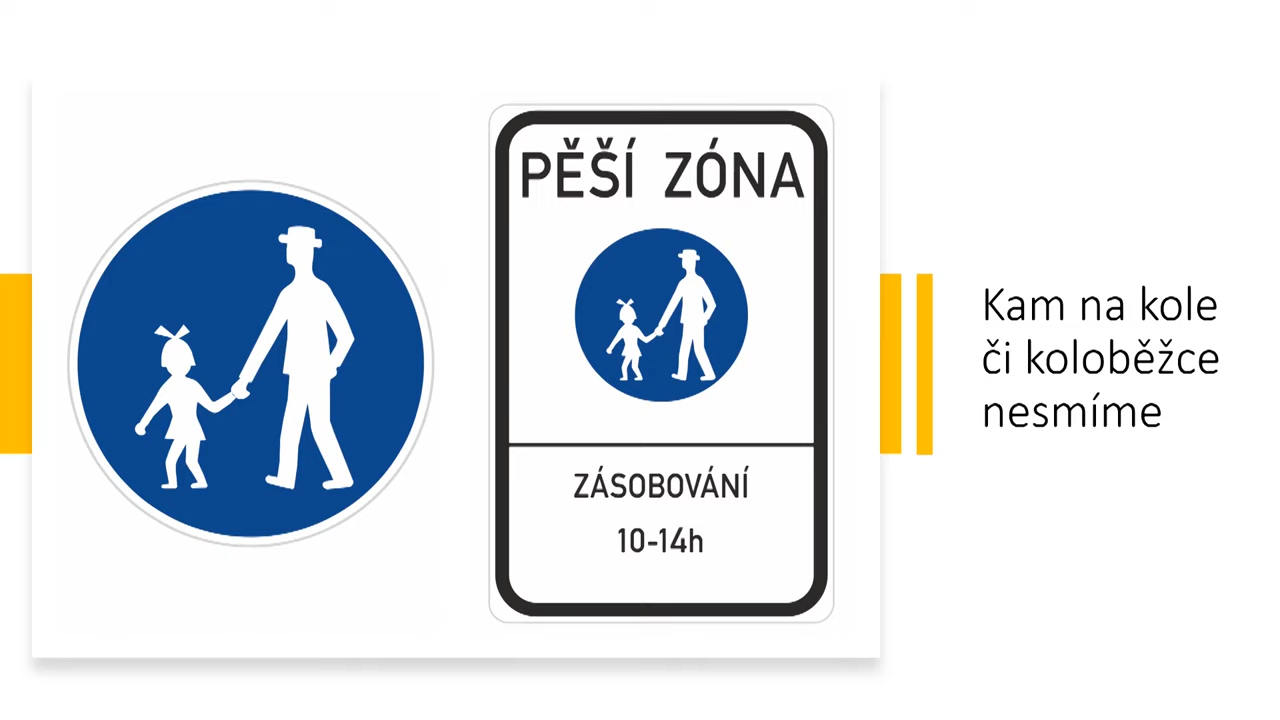 PĚŠÍ ZÓNA
ZÁSOBOVÁNÍ
10-14h
Kam na kole
či koloběžce
nesmíme